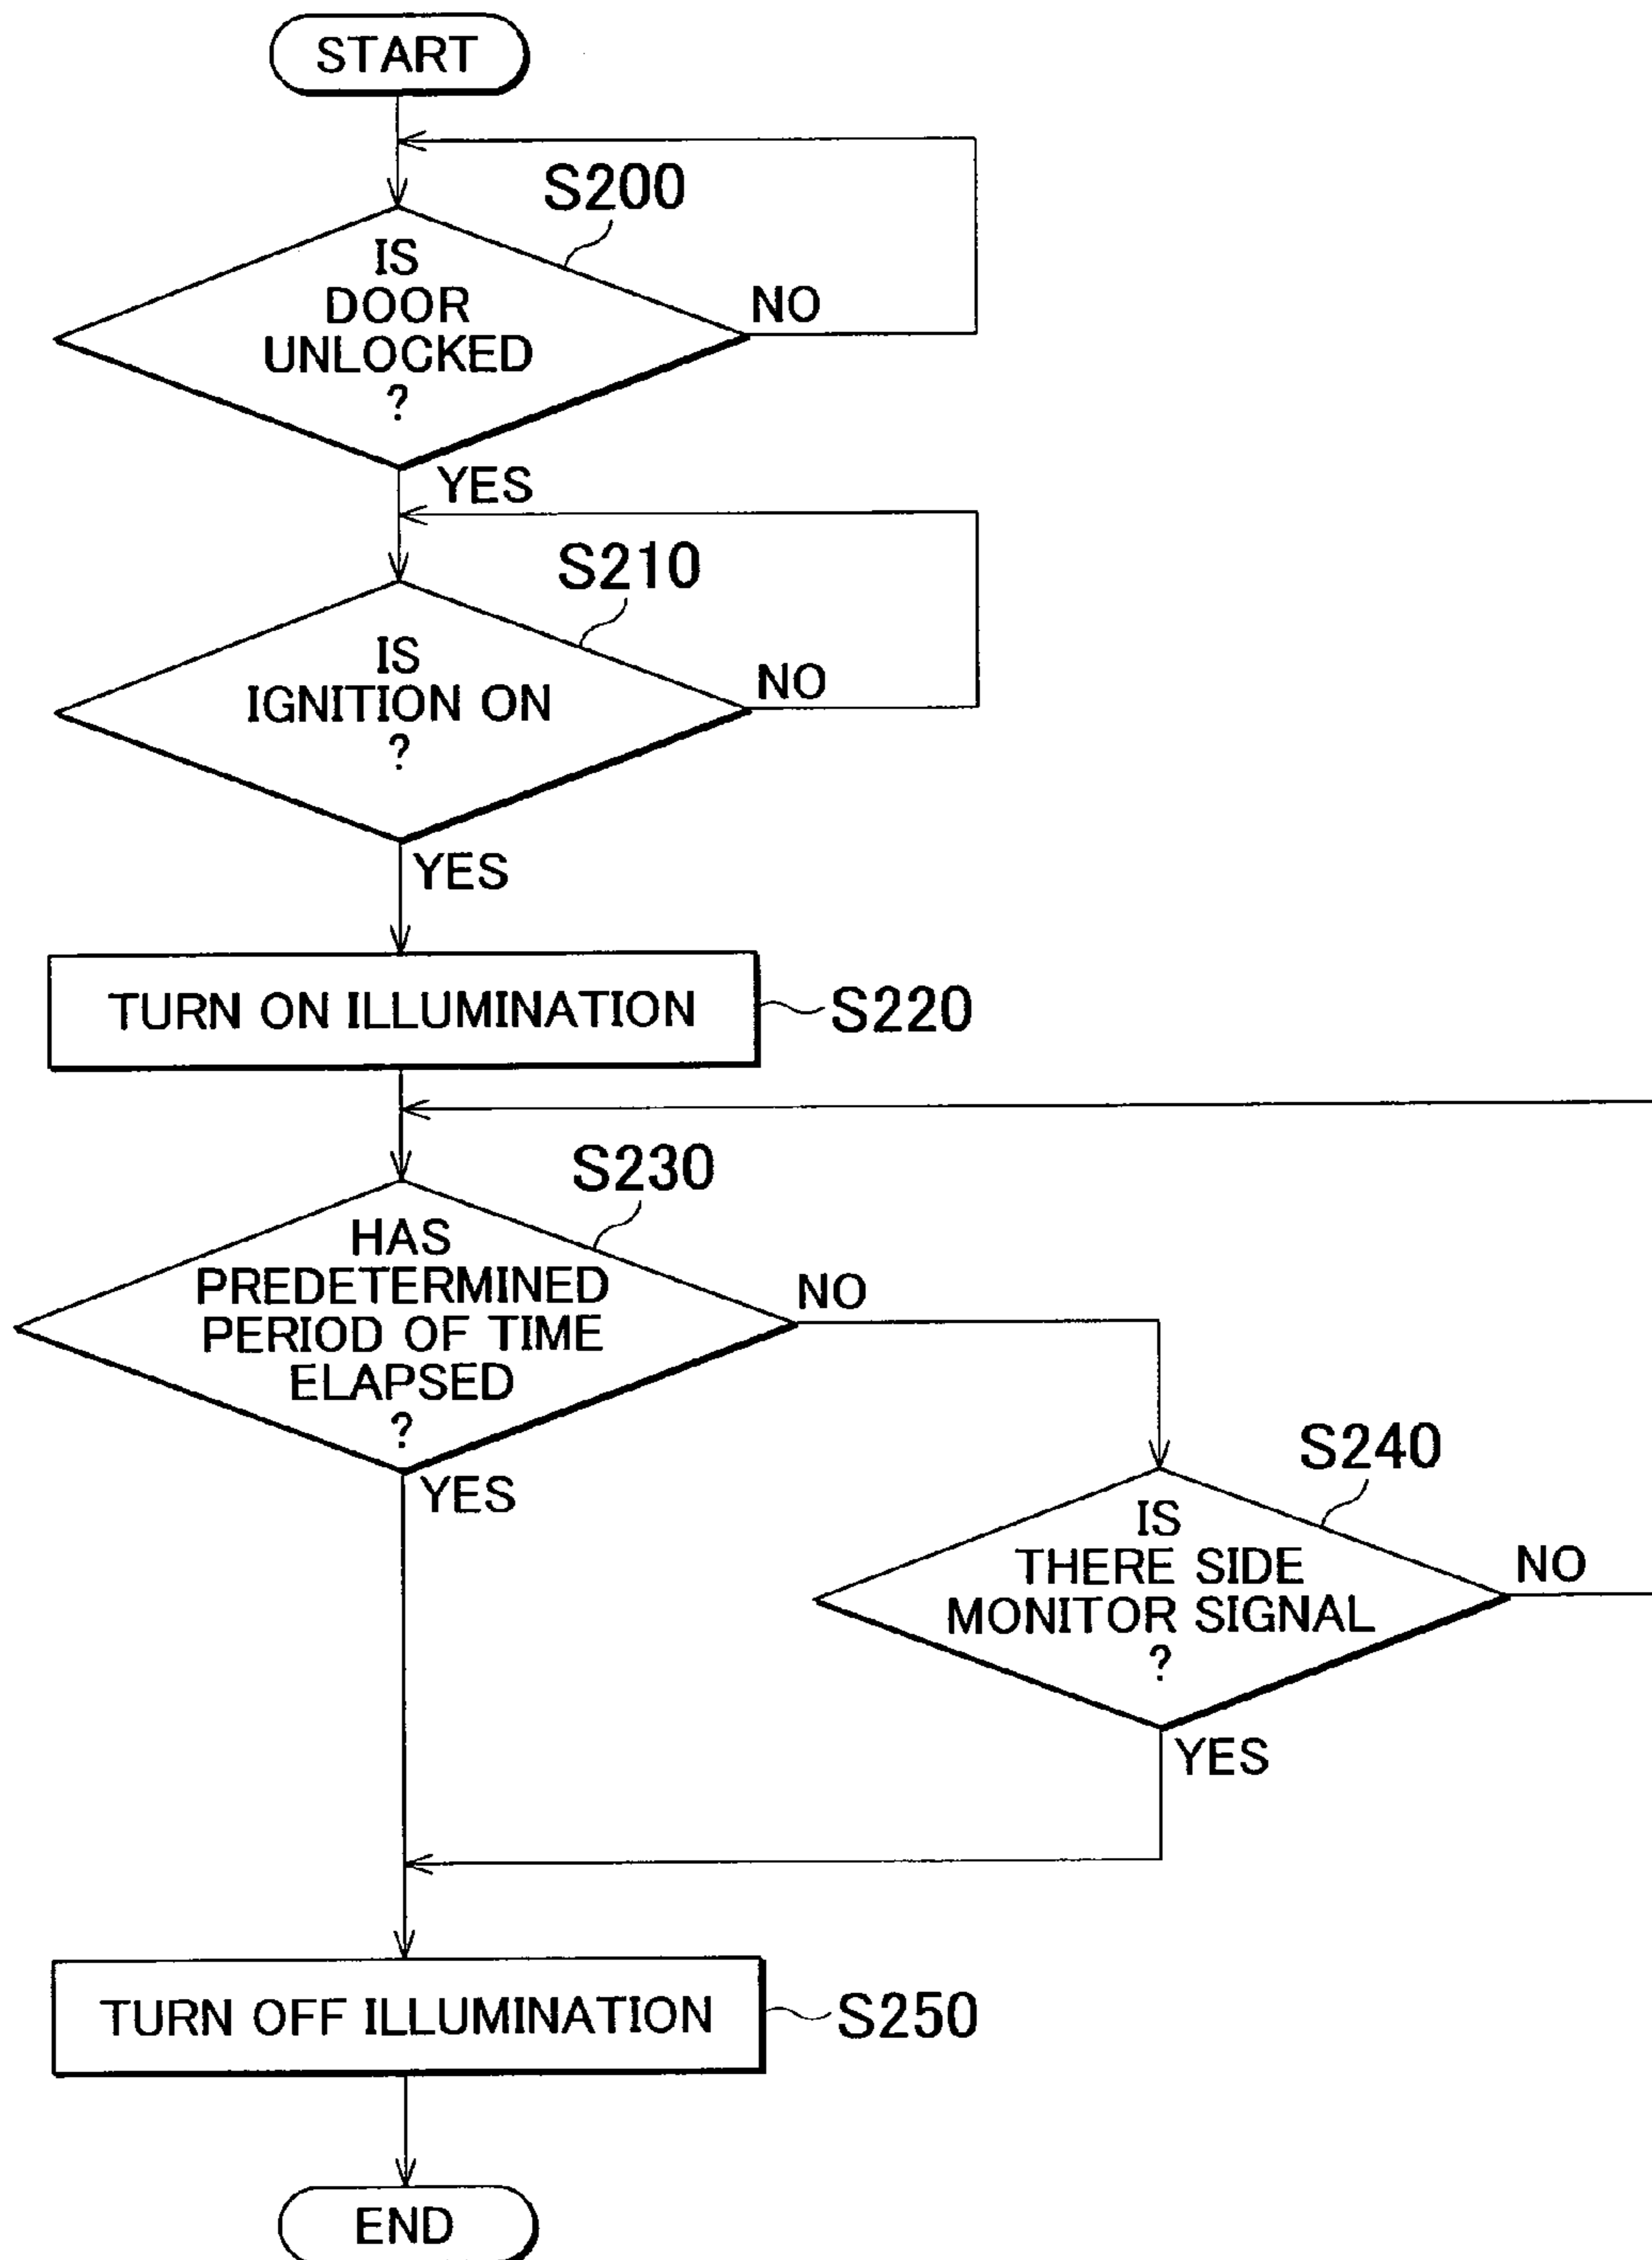 START
S200
IS
DOOR
UNLOCKED
?
NO
YES
S210
IS
IGNITION ON
?
NO
YES
TURN ON ILLUMINATION
S220
S230
HAS
PREDETERMINED
PERIOD OF TIME
ELAPSED
?
NO
YES
S240
IS
THERE SIDE
MONITOR SIGNAL
?
NO
YES
TURN OFF ILLUMINATION
S250
END